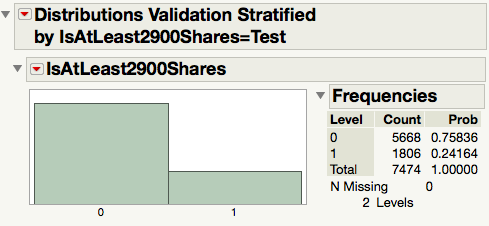 Distributions Validation Stratified
by IsAtLeast2900Shares=Test
IsAtLeast2900Shares
0 1
Frequencies
Level Count Prob
0 5668 0.75836
1 1806 0.24164
Total 7474 1.00000
N Missing 0
2 Levels